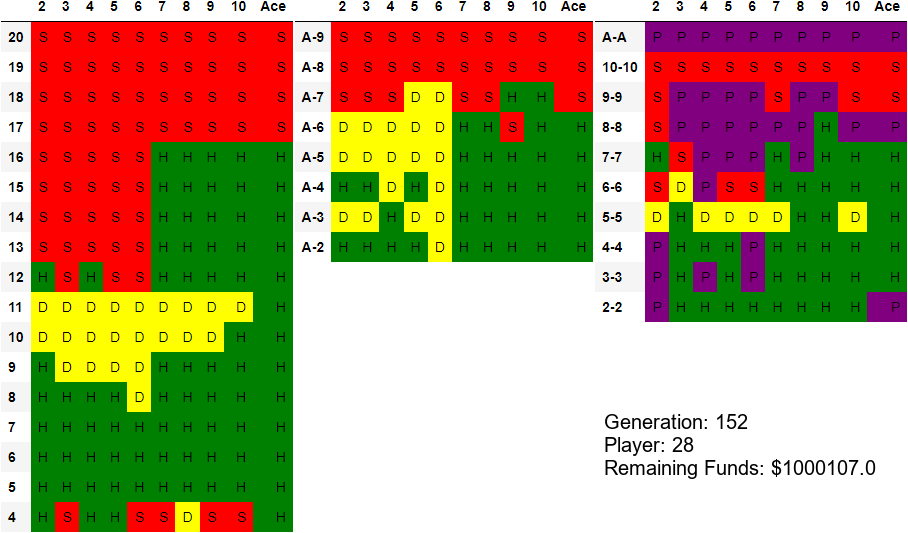 2 3 4 5 6 7 8 9 10 Ace
20 S S S S S S S S S S
19 S S S S S S S S S S
18 S S S S S S S S S S
17 S S S S S S S S S S
16 S S S S S H H H H H
15 S S S S S H H H H H
14 S S S S S H H H H H
13 S S S S S H H H H H
12 H S H S S H H H H H
11 D D D D D D D D D H
10 D D D D D D D D H H
9 H D D D D H H H H H
8 H H H H D H H H H H
7 H H H H H H H H H H
6 H H H H H H H H H H
5 H H H H H H H H H H
4 H S H H S S D S S H
2 3 4 5 6 7 8 9 10 Ace
A-9 S S S S S S S S S S
A-8 S S S S S S S S S S
A-7 S S S D D S S H H S
A-6 D D D D D H H S H H
A-5 D D D D D H H H H H
A-4 H H D H D H H H H H
A-3 D D H D D H H H H H
A-2 H H H H D H H H H H
2 3 4 5 6 7 8 9 10 Ace
A-A P P P P P P P P P P
10-10 S S S S S S S S S S
9-9 S P P P P S P P S S
8-8 S P P P P P P H P P
7-7 H S P P P H P H H H
6-6 S D P S S H H H H H
5-5 D H D D D D H H D H
4-4 P H H H P H H H H H
3-3 P H P H P H H H H H
2-2 P H H H H H H H H P
Generation: 152
Player: 28
Remaining Funds: $1000107.0